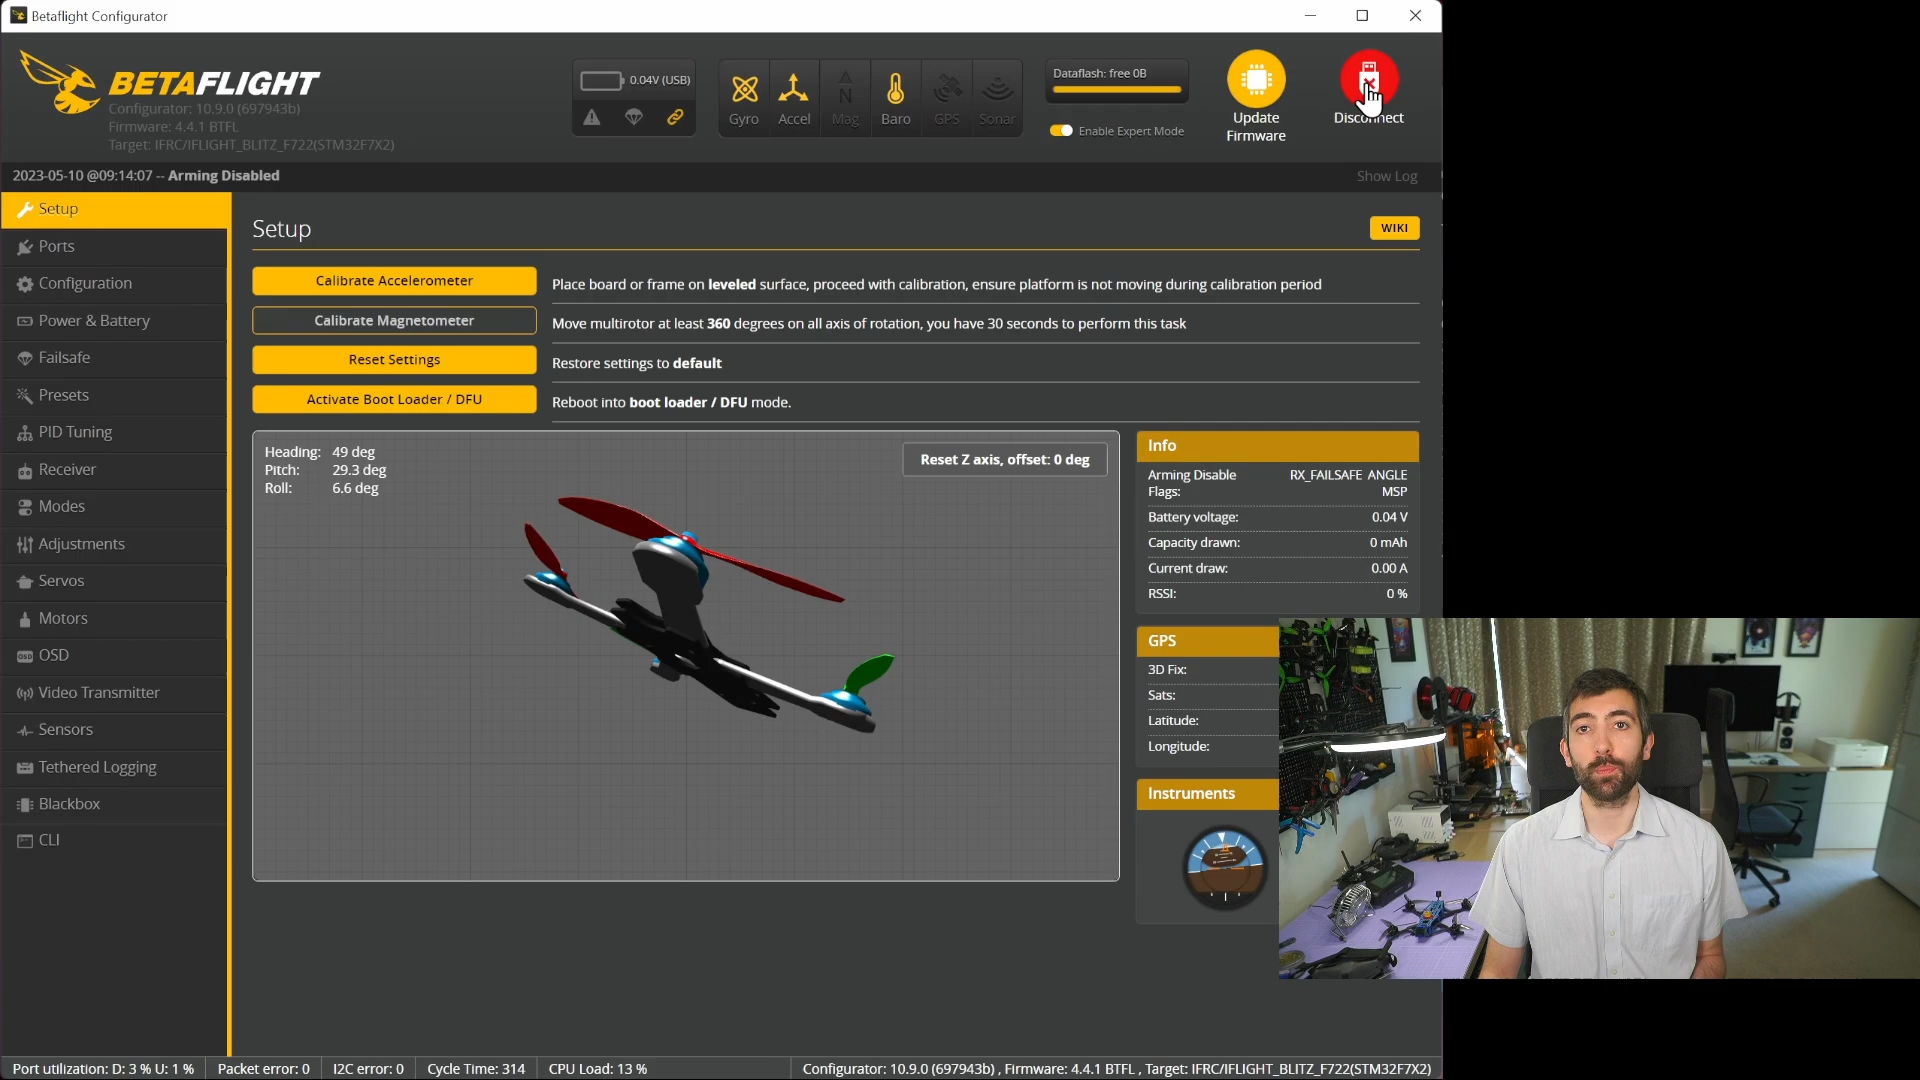 Betaflight Configurator
BETAFLIGHT
Configurator: 10.9.0 (697943b)
Firmware: 4.4.1 BTFL
Target: IFRC/IFLIGHT_BLITZ_F722(STM32F7X2)
0.04V (USB)
Gyro
Accel
N
Mag
Baro
GPS
Sonar
Dataflash: free 0B
Enable Expert Mode
Update
Firmware
Disconnect
2023-05-10 @09:14:07 -- Arming Disabled
Show Log
Setup
Ports
Configuration
Power & Battery
Failsafe
Presets
PID Tuning
Receiver
Modes
Adjustments
Servos
Motors
OSD
Video Transmitter
Sensors
Tethered Logging
Blackbox
CLI
Setup
WIKI
Calibrate Accelerometer
Place board or frame on leveled surface, proceed with calibration, ensure platform is not moving during calibration period
Calibrate Magnetometer
Move multirotor at least 360 degrees on all axis of rotation, you have 30 seconds to perform this task
Reset Settings
Restore settings to default
Activate Boot Loader / DFU
Reboot into boot loader / DFU mode.
Heading: 49 deg
Pitch: 29.3 deg
Roll: 6.6 deg
Reset Z axis, offset: 0 deg
Info
Arming Disable Flags: RX_FAILSAFE ANGLE MSP
Battery voltage: 0.04 V
Capacity drawn: 0 mAh
Current draw: 0.00 A
RSSI: 0 %
GPS
3D Fix:
Sats:
Latitude:
Longitude:
Instruments
Port utilization: D: 3 % U: 1 %
Packet error: 0
I2C error: 0
Cycle Time: 314
CPU Load: 13 %
Configurator: 10.9.0 (697943b) , Firmware: 4.4.1 BTFL , Target: IFRC/IFLIGHT_BLITZ_F722(STM32F7X2)